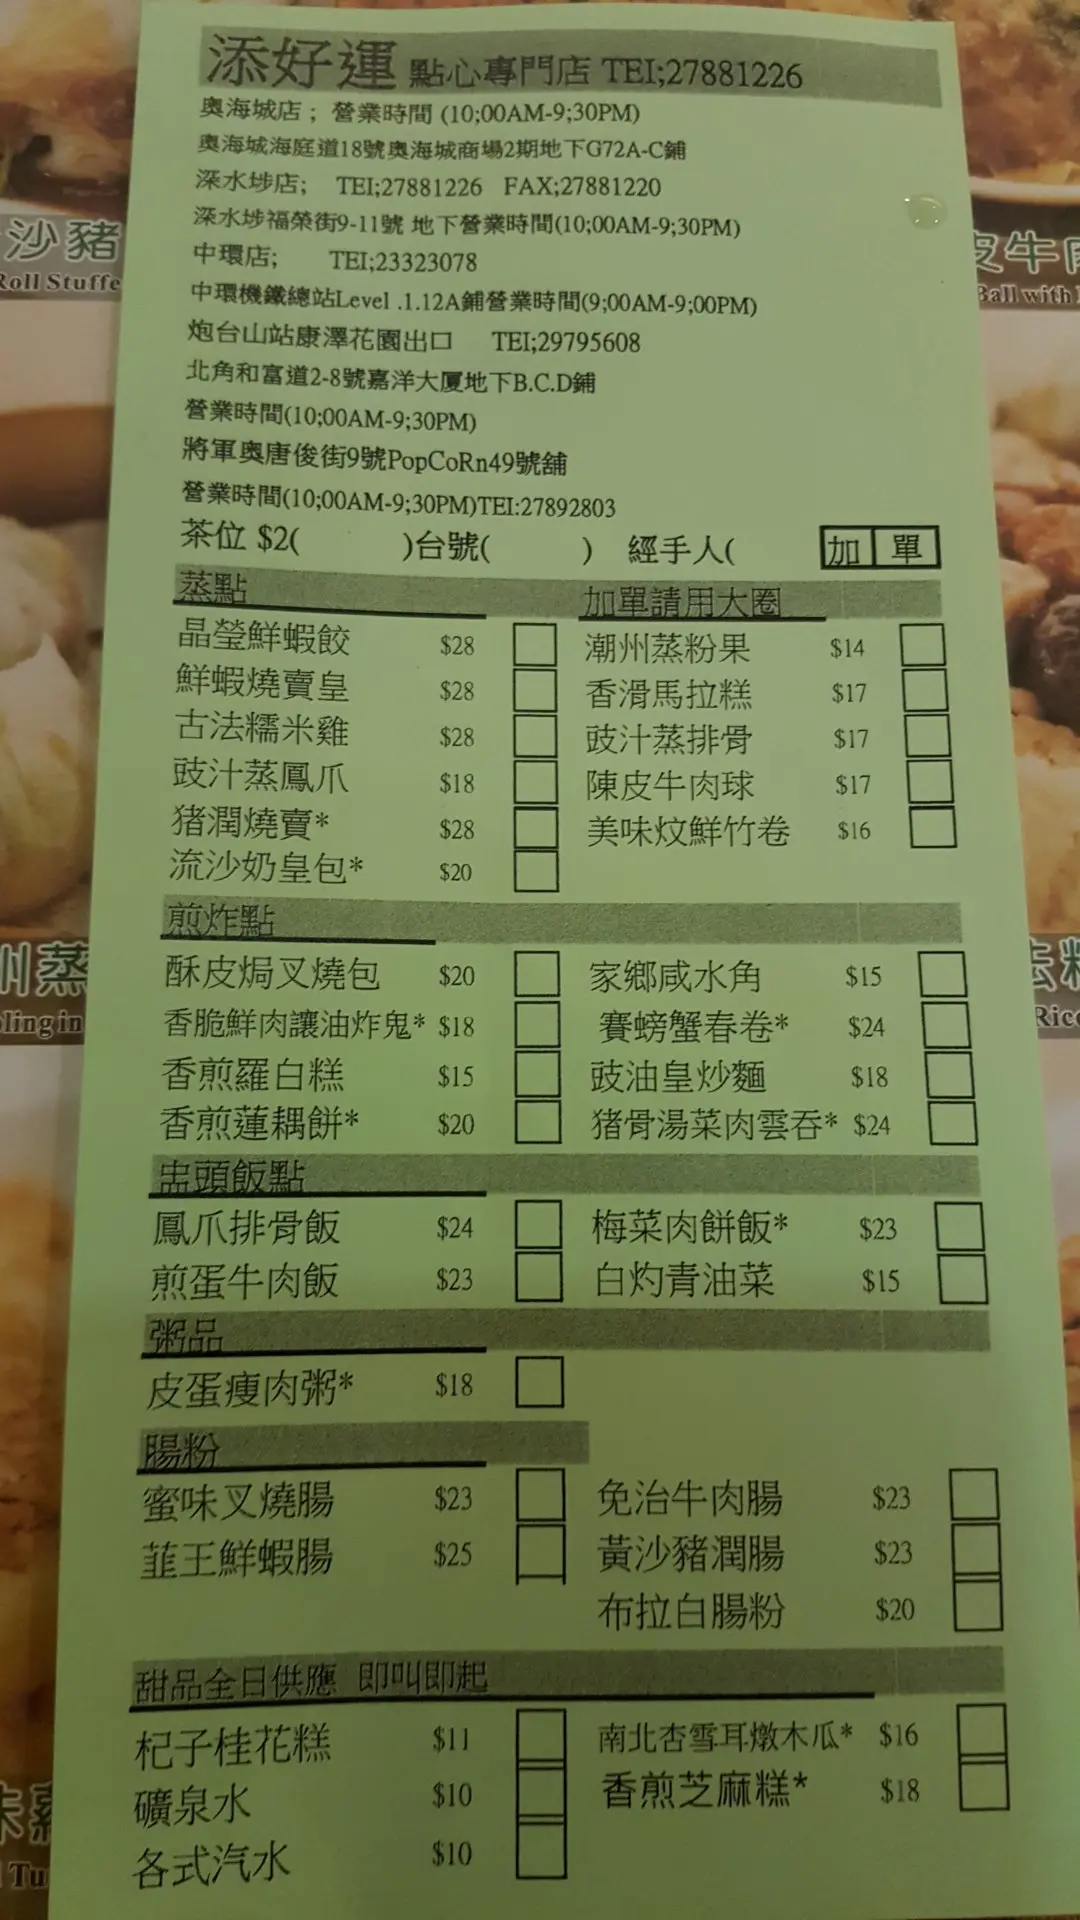 添好運 點心專門店 TEI;27881226
奧海城店； 營業時間 (10;00AM-9;30PM)
奧海城海庭道18號奧海城商場2期地下G72A-C鋪
深水埗店; TEI;27881226 FAX;27881220
深水埗福榮街9-11號 地下營業時間(10;00AM-9;30PM)
中環店; TEI;23323078
中環機鐵總站Level .1.12A鋪營業時間(9;00AM-9;00PM)
炮台山站康澤花園出口 TEI;29795608
北角和富道2-8號嘉洋大厦地下B.C.D鋪
營業時間(10;00AM-9;30PM)
將軍奧唐俊街9號PopCoRn49號舖
營業時間(10;00AM-9;30PM)TEI:27892803
茶位 $2( )台號( ) 經手人( 加 單
蒸點 加單請用大圈
晶瑩鮮蝦餃 $28 潮州蒸粉果 $14
鮮蝦燒賣皇 $28 香滑馬拉糕 $17
古法糯米雞 $28 豉汁蒸排骨 $17
豉汁蒸鳳爪 $18 陳皮牛肉球 $17
猪潤燒賣* $28 美味炆鮮竹卷 $16
流沙奶皇包* $20
煎炸點
酥皮焗叉燒包 $20 家鄉咸水角 $15
香脆鮮肉讓油炸鬼* $18 賽螃蟹春卷* $24
香煎羅白糕 $15 豉油皇炒麵 $18
香煎蓮耦餅* $20 猪骨湯菜肉雲吞* $24
盅頭飯點
鳳爪排骨飯 $24 梅菜肉餅飯* $23
煎蛋牛肉飯 $23 白灼青油菜 $15
粥品
皮蛋瘦肉粥* $18
腸粉
蜜味叉燒腸 $23 免治牛肉腸 $23
韮王鮮蝦腸 $25 黃沙豬潤腸 $23
布拉白腸粉 $20
甜品全日供應 即叫即起
杞子桂花糕 $11 南北杏雪耳燉木瓜* $16
礦泉水 $10 香煎芝麻糕* $18
各式汽水 $10
沙豬
Roll Stuffe
皮牛肉
Ball with
州蒸
pling in
法糯
Rice